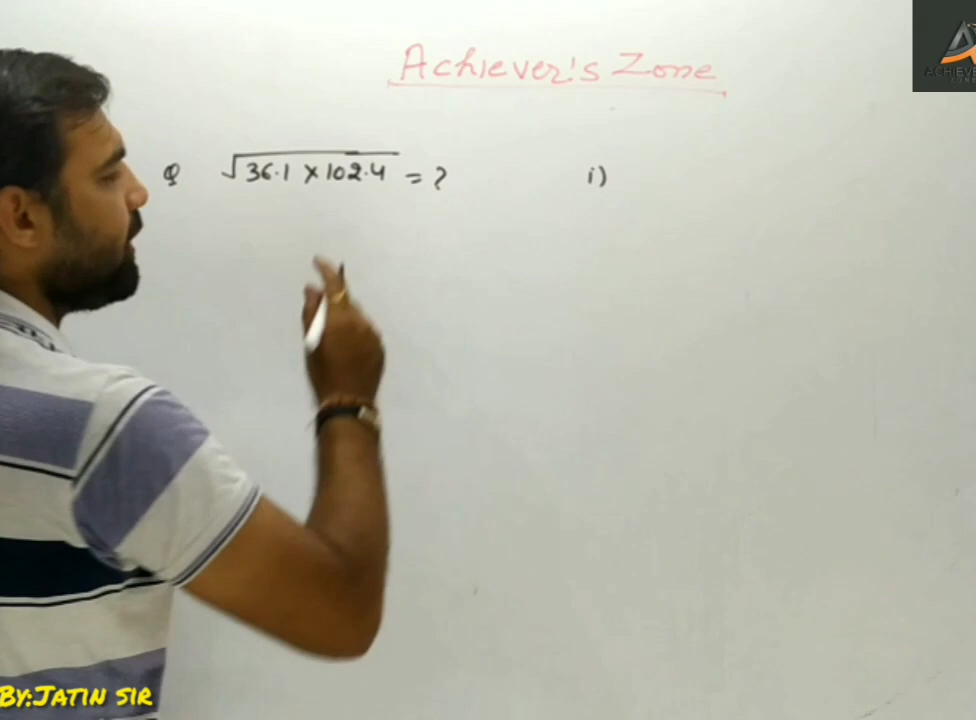 Achiever's Zone
Q √36.1 × 102.4 = ? i)
By: Jatin sir